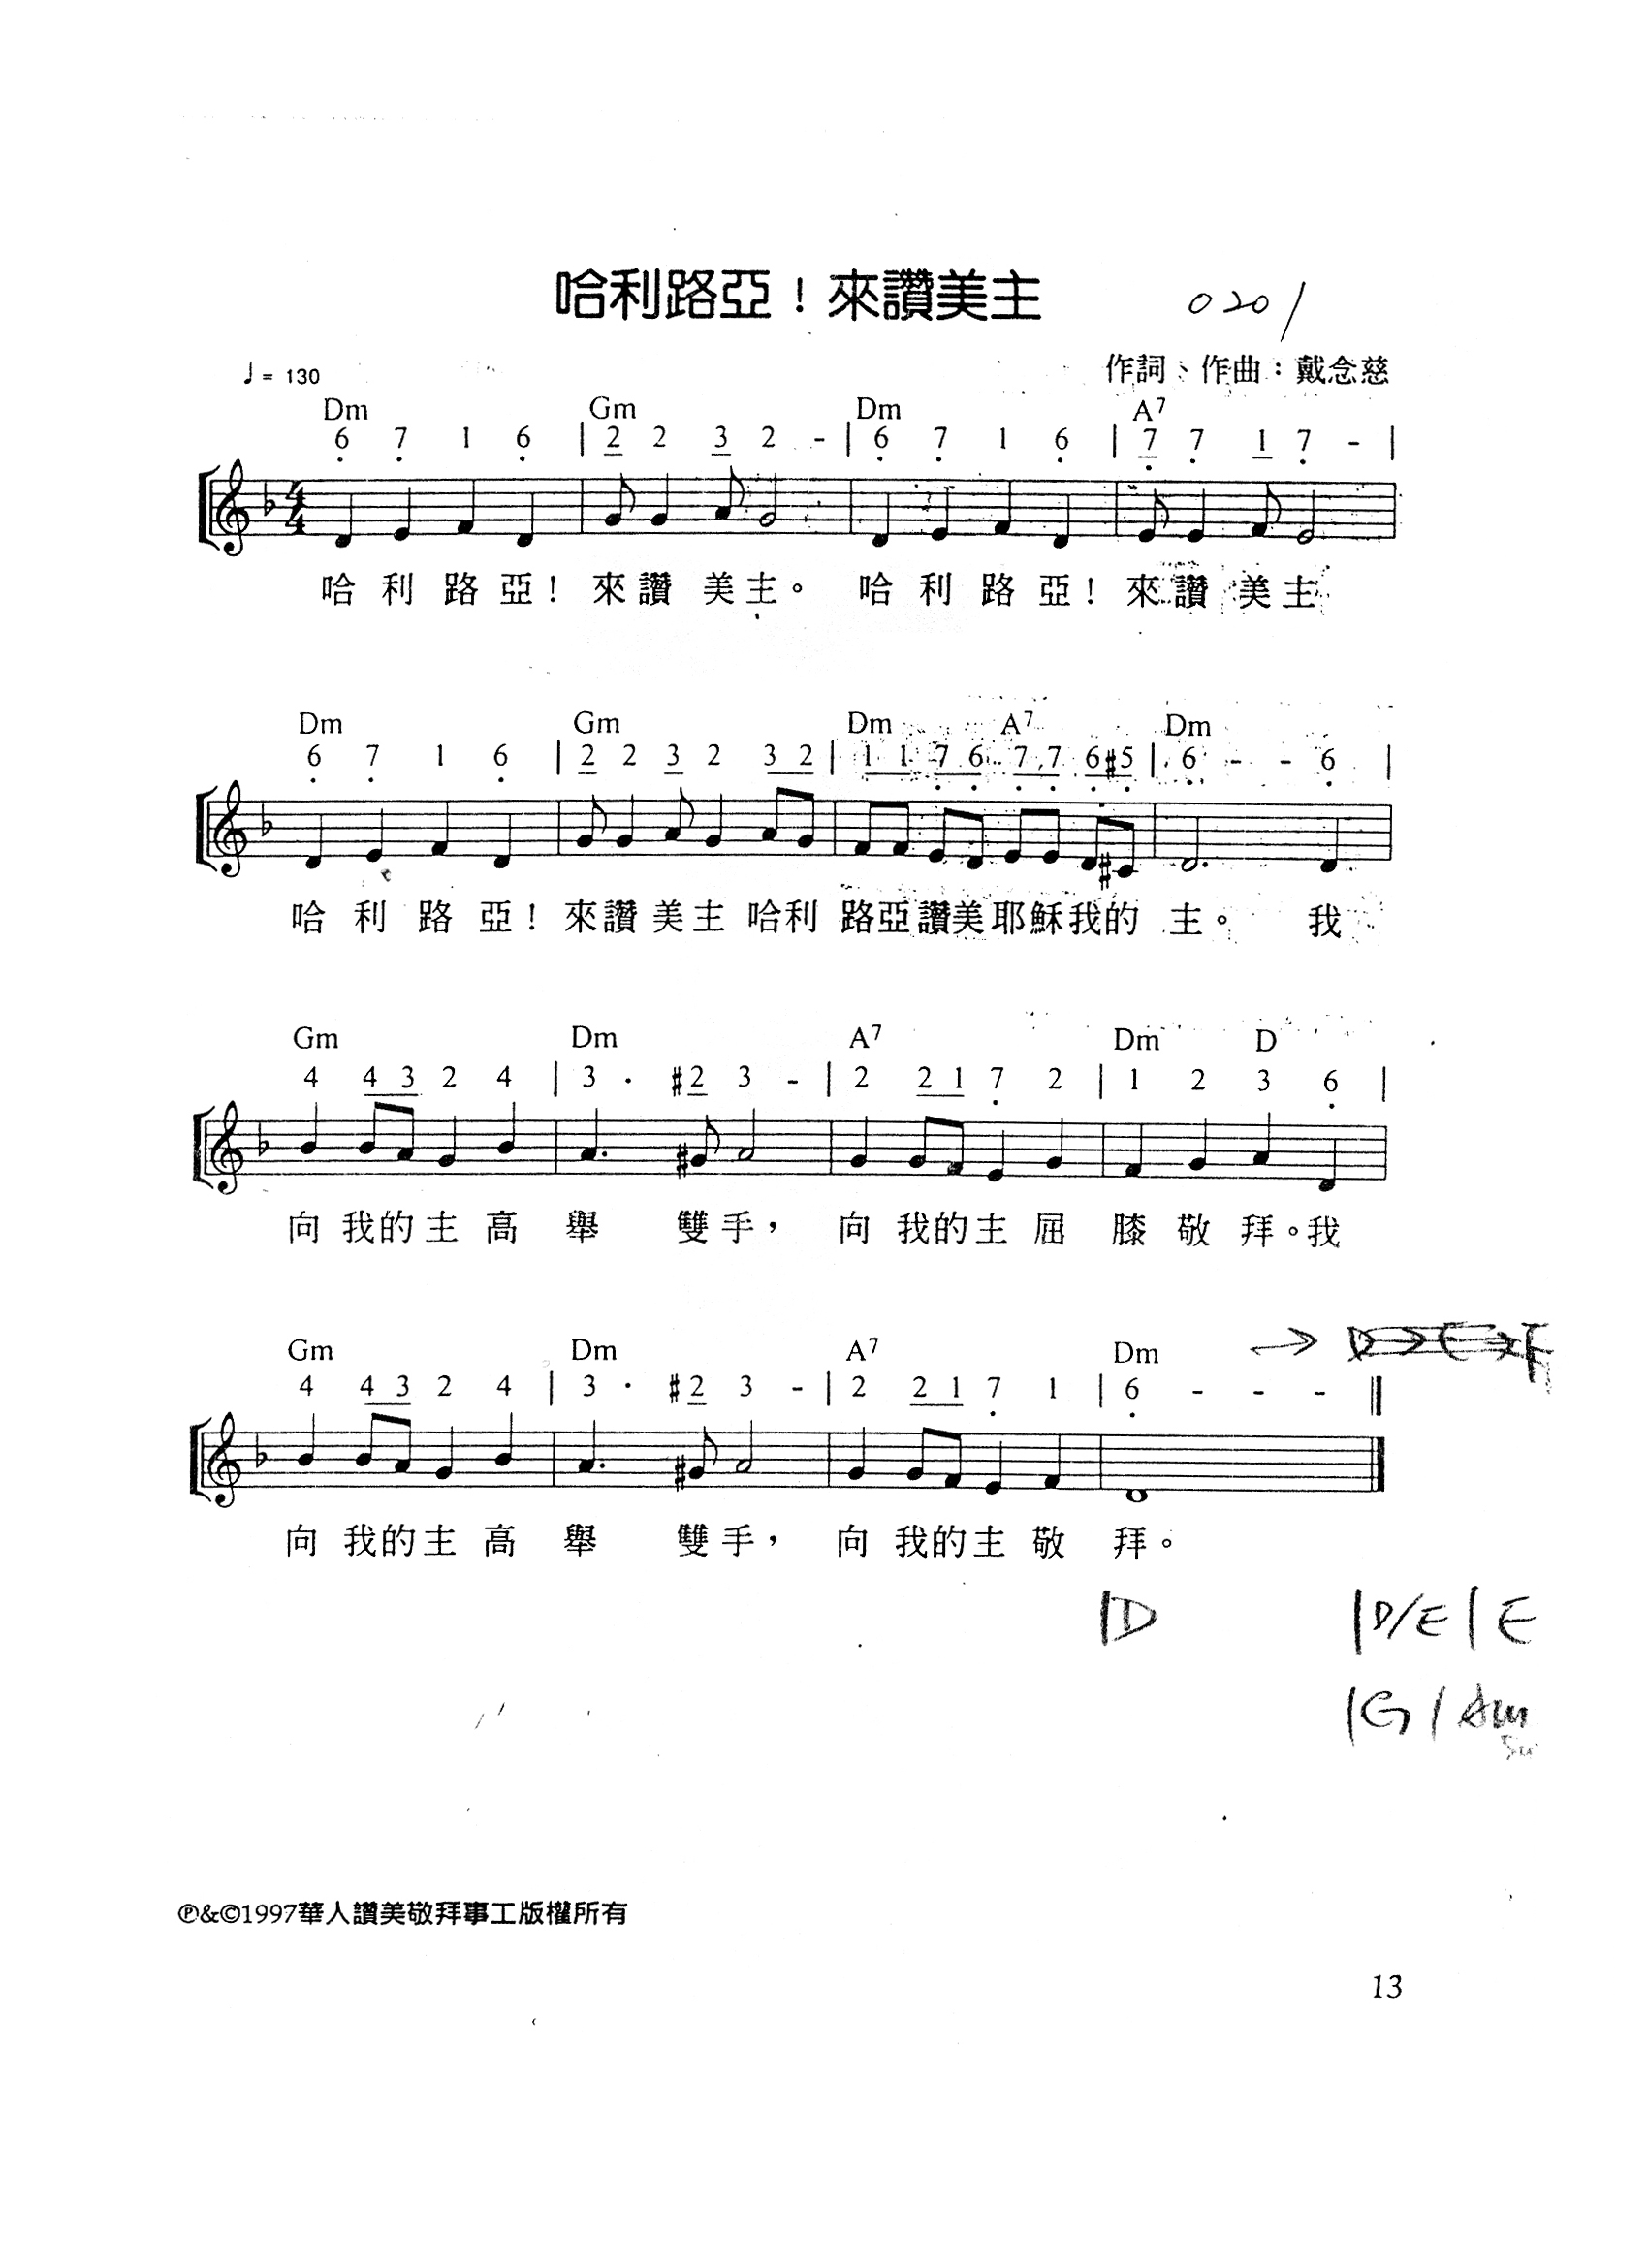 哈利路亞！來讚美主 0201
♩= 130 作詞、作曲：戴念慈
Dm Gm Dm A7
6 7 1 6 | 2 2 3 2 - | 6 7 1 6 | 7 7 1 7 - |
哈利路亞！來讚美主。哈利路亞！來讚美主
Dm Gm Dm A7 Dm
6 7 1 6 | 2 2 3 2 3 2 | 1 1 7 6 7 7 6 #5 | 6 - - 6 |
哈利路亞！來讚美主哈利路亞讚美耶穌我的主。我
Gm Dm A7 Dm D
4 4 3 2 4 | 3 · #2 3 - | 2 2 1 7 2 | 1 2 3 6 |
向我的主高舉雙手，向我的主屈膝敬拜。我
Gm Dm A7 Dm →
4 4 3 2 4 | 3 · #2 3 - | 2 2 1 7 1 | 6 - - - ‖
向我的主高舉雙手，向我的主敬拜。
|D |D/E | E
|G | Am
℗&©1997華人讚美敬拜事工版權所有
13